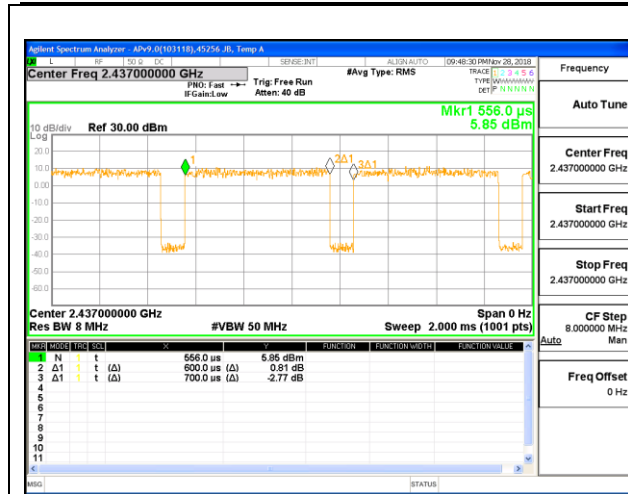 Agilent Spectrum Analyzer - APv9.0(103118),45256 JB, Temp A
L RF 50 Ω DC SENSE:INT ALIGN AUTO 09:48:30 PM Nov 28, 2018
Center Freq 2.437000000 GHz
PNO: Fast
IFGain:Low
Trig: Free Run
Atten: 40 dB
#Avg Type: RMS
TRACE 1 2 3 4 5 6
TYPE WWWWWW
DET P N N N N N
Mkr1 556.0 µs
5.85 dBm
10 dB/div Ref 30.00 dBm
Log
20.0
10.0
0.00
-10.0
-20.0
-30.0
-40.0
-50.0
-60.0
1
2Δ1
3Δ1
Center 2.437000000 GHz Span 0 Hz
Res BW 8 MHz #VBW 50 MHz Sweep 2.000 ms (1001 pts)
MKR MODE TRC SCL X Y FUNCTION FUNCTION WIDTH FUNCTION VALUE
1 N 1 t 556.0 µs 5.85 dBm
2 Δ1 1 t (Δ) 600.0 µs (Δ) 0.81 dB
3 Δ1 1 t (Δ) 700.0 µs (Δ) -2.77 dB
4
5
6
7
8
9
10
11
MSG STATUS
Frequency
Auto Tune
Center Freq
2.437000000 GHz
Start Freq
2.437000000 GHz
Stop Freq
2.437000000 GHz
CF Step
8.000000 MHz
Auto Man
Freq Offset
0 Hz